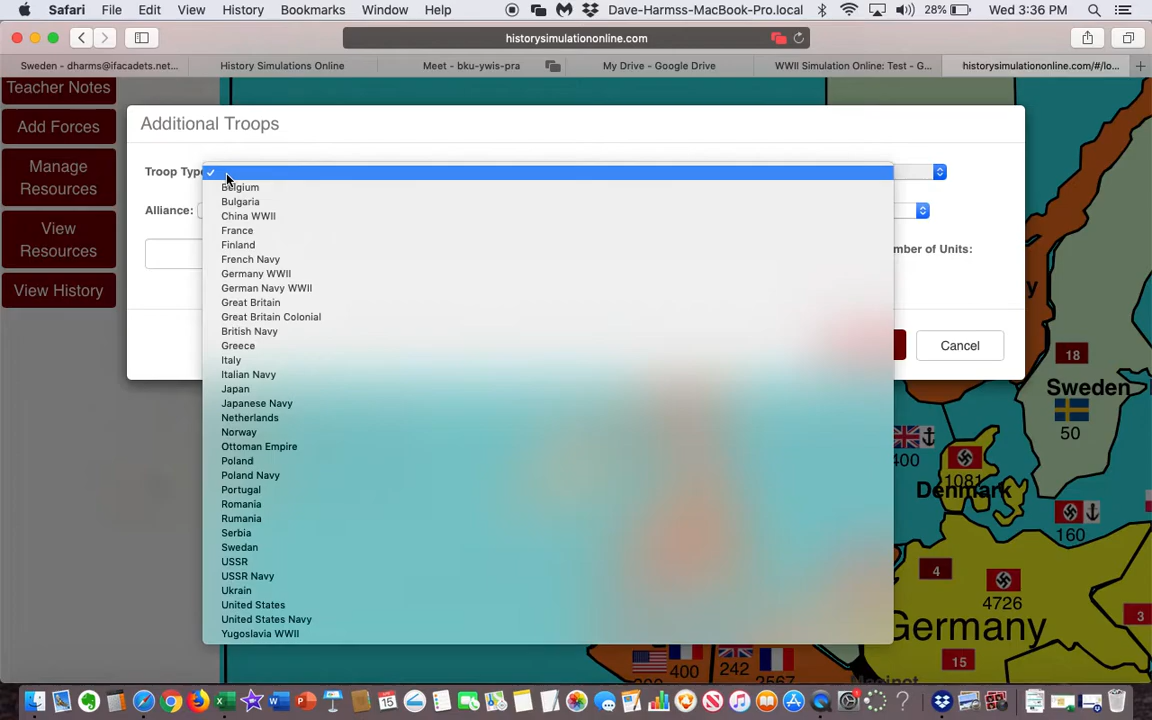 Safari File Edit View History Bookmarks Window Help Dave-Harmss-MacBook-Pro.local 28% Wed 3:36 PM
historysimulationonline.com
Sweden - dharms@ifacadets.net... History Simulations Online Meet - bku-ywis-pra My Drive - Google Drive WWII Simulation Online: Test - G... historysimulationonline.com/#/lo...
Teacher Notes
Add Forces
Manage
Resources
View
Resources
View History
Additional Troops
Troop Type
Alliance:
mber of Units:
Cancel
Belgium
Bulgaria
China WWII
France
Finland
French Navy
Germany WWII
German Navy WWII
Great Britain
Great Britain Colonial
British Navy
Greece
Italy
Italian Navy
Japan
Japanese Navy
Netherlands
Norway
Ottoman Empire
Poland
Poland Navy
Portugal
Romania
Rumania
Serbia
Swedan
USSR
USSR Navy
Ukrain
United States
United States Navy
Yugoslavia WWII
y
18
Sweden
50
400
1081
Denmark
160
4
4726
3
Germany
15
400
242
2567
15